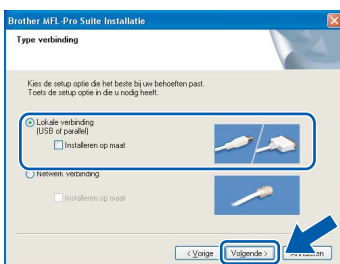 Brother MFL-Pro Suite Installatie
Type verbinding
Kies de setup optie die het beste bij uw behoeften past.
Toets de setup optie in die u nodig heeft.
Lokale verbinding
(USB of parallel)
Installeren op maat
Netwerk verbinding
Installeren op maat
< Vorige
Volgende >
Annuleren